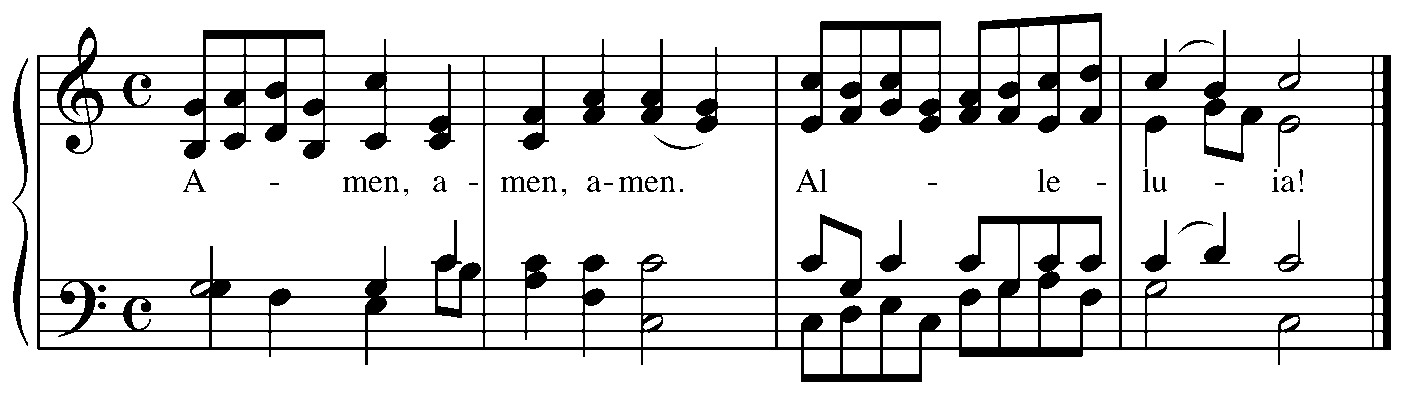 A - men, a - men, a-men. Al - le - lu - ia!